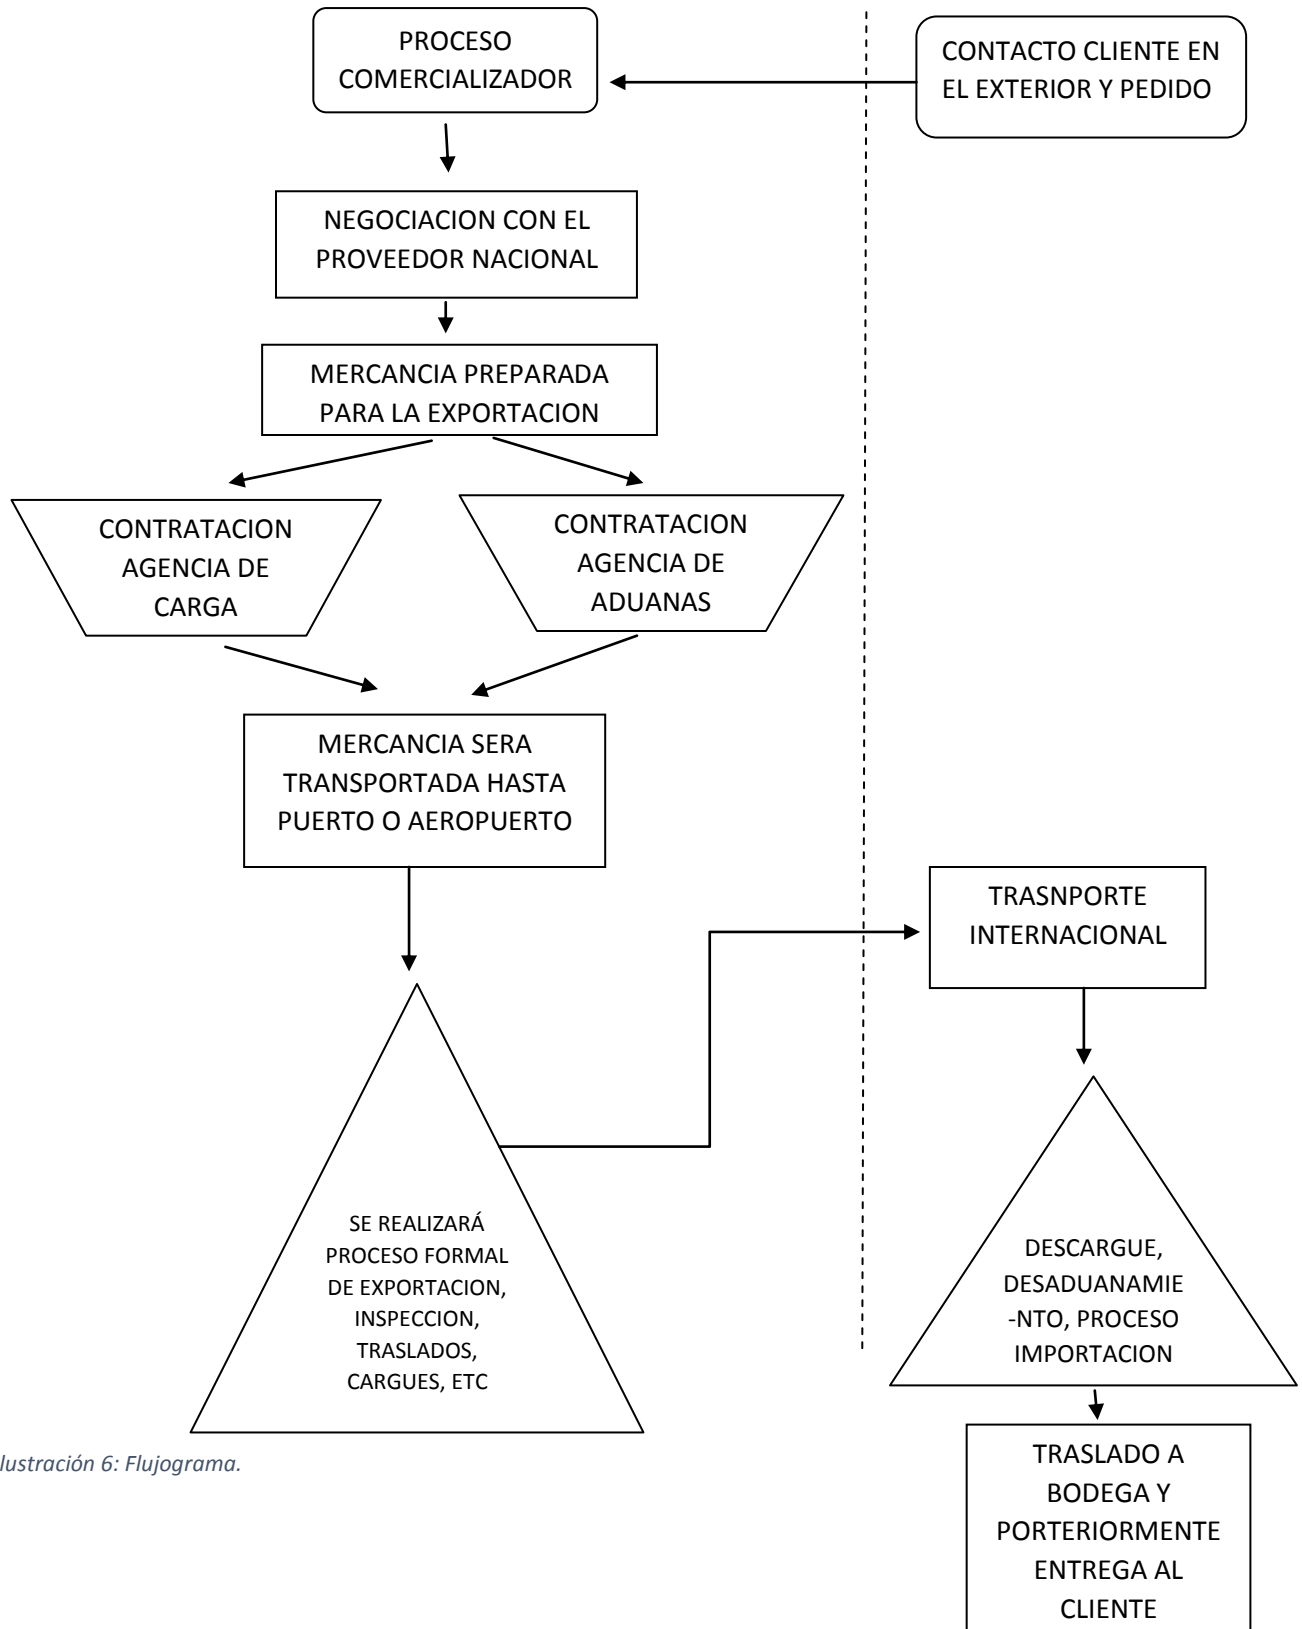 PROCESO
COMERCIALIZADOR
CONTACTO CLIENTE EN
EL EXTERIOR Y PEDIDO
NEGOCIACION CON EL
PROVEEDOR NACIONAL
MERCANCIA PREPARADA
PARA LA EXPORTACION
CONTRATACION
AGENCIA DE
CARGA
CONTRATACION
AGENCIA DE
ADUANAS
MERCANCIA SERA
TRANSPORTADA HASTA
PUERTO O AEROPUERTO
TRASNPORTE
INTERNACIONAL
SE REALIZARÁ
PROCESO FORMAL
DE EXPORTACION,
INSPECCION,
TRASLADOS,
CARGUES, ETC
DESCARGUE,
DESADUANAMIE
-NTO, PROCESO
IMPORTACION
lustración 6: Flujograma.
TRASLADO A
BODEGA Y
PORTERIORMENTE
ENTREGA AL
CLIENTE